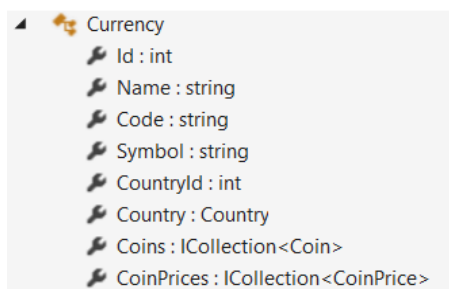 Currency
Id : int
Name : string
Code : string
Symbol : string
CountryId : int
Country : Country
Coins : ICollection<Coin>
CoinPrices : ICollection<CoinPrice>